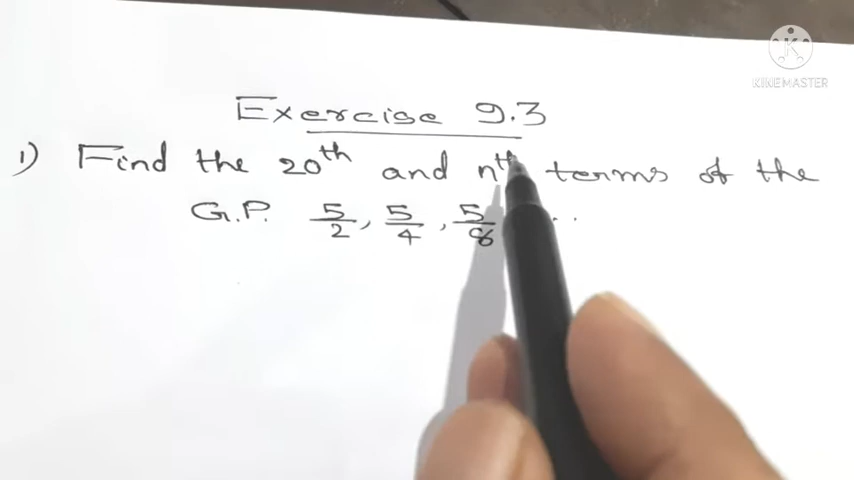 KINEMASTER
Exercise 9.3
1) Find the 20th and nth terms of the
G.P. 5/2, 5/4, 5/8 ...